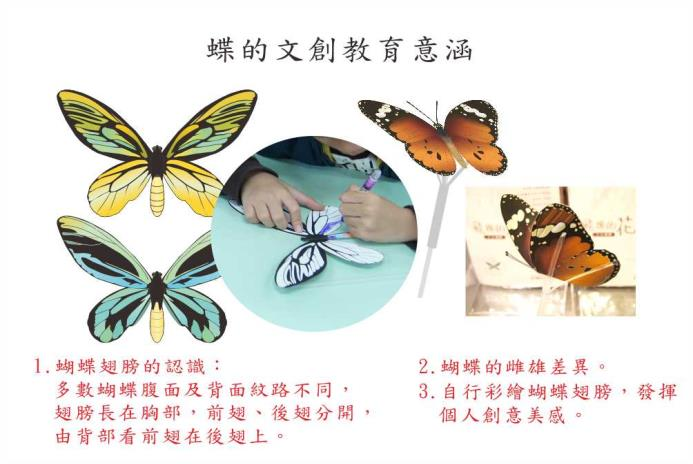 蝶的文創教育意涵
1.蝴蝶翅膀的認識：
多數蝴蝶腹面及背面紋路不同，
翅膀長在胸部，前翅、後翅分開，
由背部看前翅在後翅上。
2.蝴蝶的雌雄差異。
3.自行彩繪蝴蝶翅膀，發揮
個人創意美感。